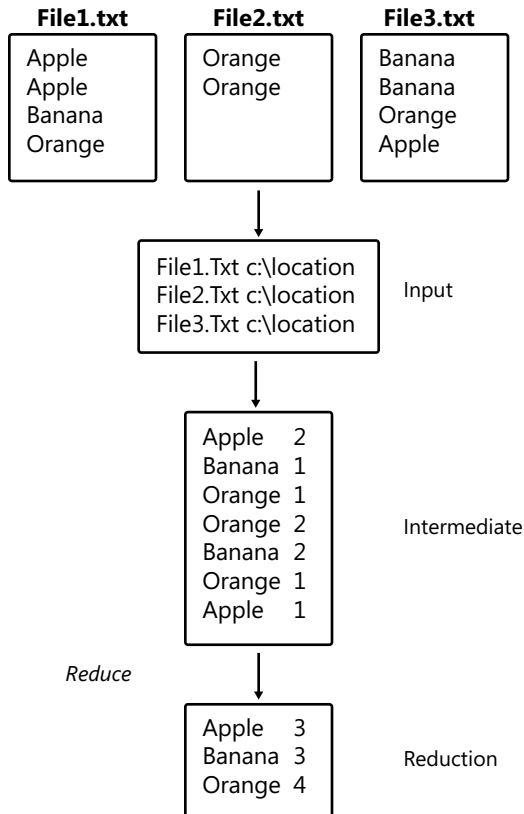 File1.txt File2.txt File3.txt
Apple
Apple
Banana
Orange
Orange
Orange
Banana
Banana
Orange
Apple
File1.Txt c:\location
File2.Txt c:\location
File3.Txt c:\location
Input
Apple 2
Banana 1
Orange 1
Orange 2
Banana 2
Orange 1
Apple 1
Intermediate
Reduce
Apple 3
Banana 3
Orange 4
Reduction